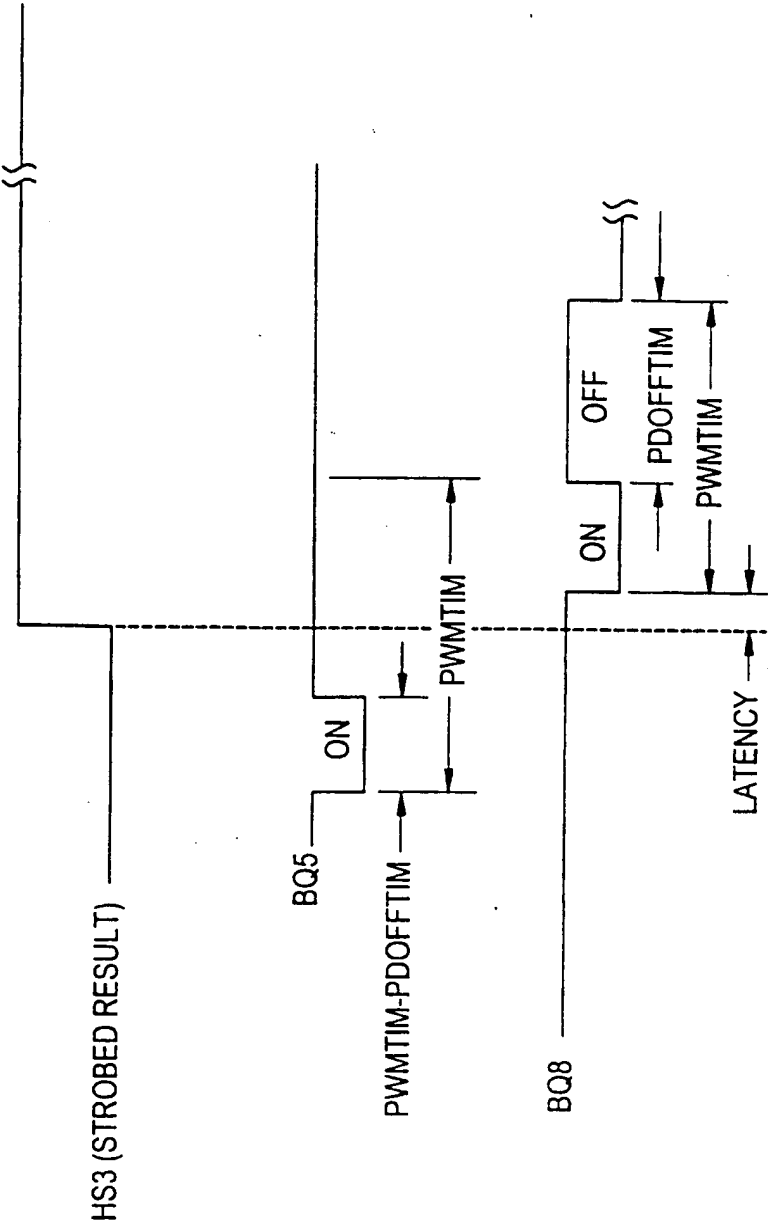 HS3 (STROBED RESULT)
BQ5
ON
PWMTIM-PDOFFTIM
PWMTIM
BQ8
ON
OFF
PDOFFTIM
PWMTIM
LATENCY